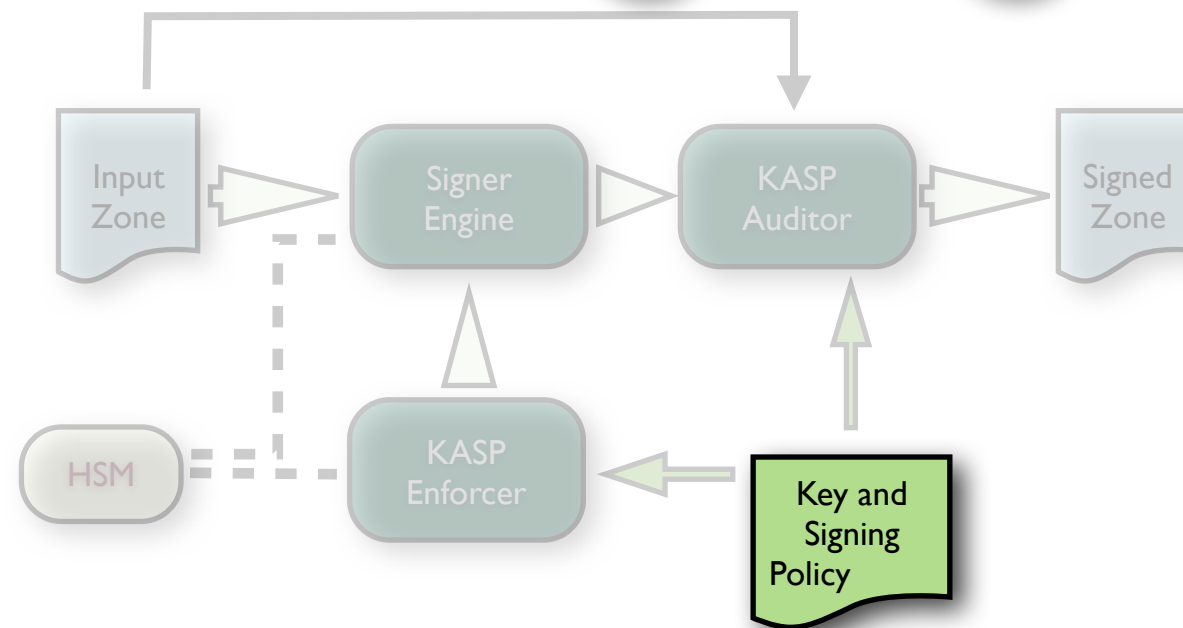 Input
Zone
Signer
Engine
KASP
Auditor
Signed
Zone
HSM
KASP
Enforcer
Key and
Signing
Policy